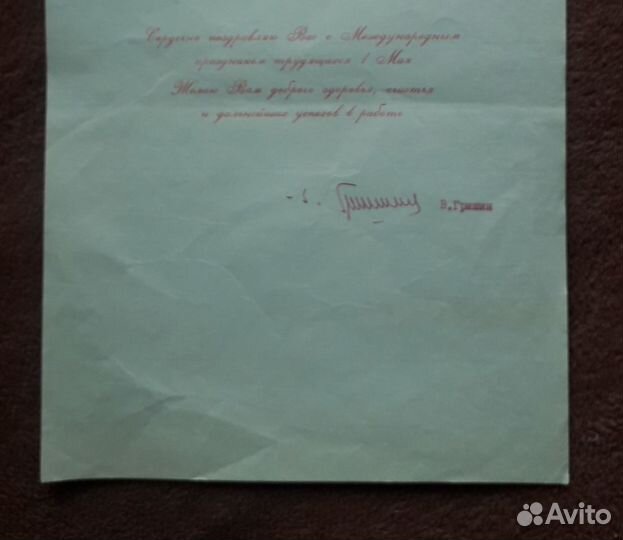 Сердечно поздравляю Вас с Международным
праздником трудящихся 1 Мая
Желаю Вам доброго здоровья, счастья
и дальнейших успехов в работе
В.Гришин
Avito